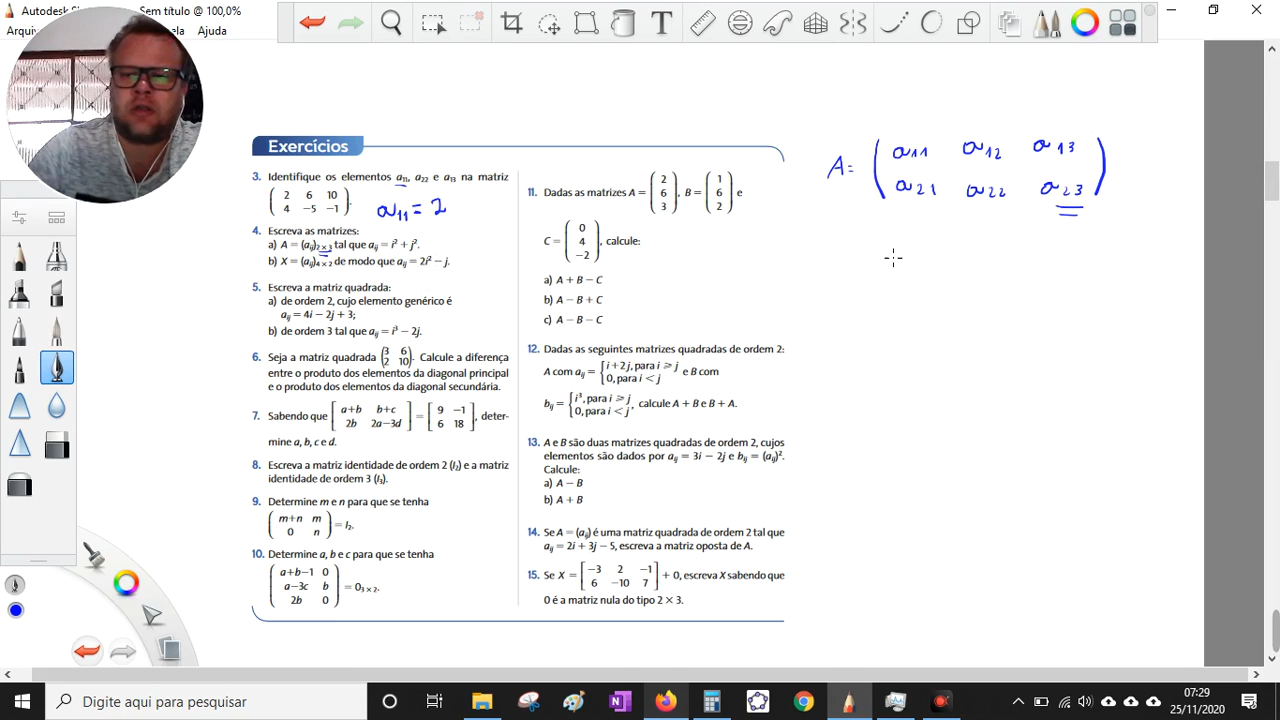 Autodesk S Sem título @ 100,0%
Arquiv ela Ajuda
Exercícios
3. Identifique os elementos a₁₁, a₂₂ e a₁₃ na matriz
( 2 6 10
4 −5 −1 ).
a₁₁ = 2
4. Escreva as matrizes:
a) A = (aᵢⱼ)₂ₓ₃ tal que aᵢⱼ = i² + j².
b) X = (aᵢⱼ)₄ₓ₂ de modo que aᵢⱼ = 2i² − j.
5. Escreva a matriz quadrada:
a) de ordem 2, cujo elemento genérico é
aᵢⱼ = 4i − 2j + 3;
b) de ordem 3 tal que aᵢⱼ = i³ − 2j.
6. Seja a matriz quadrada (3 6
2 10). Calcule a diferença
entre o produto dos elementos da diagonal principal
e o produto dos elementos da diagonal secundária.
7. Sabendo que [ a+b b+c
2b 2a−3d ] = [ 9 −1
6 18 ], deter-
mine a, b, c e d.
8. Escreva a matriz identidade de ordem 2 (I₂) e a matriz
identidade de ordem 3 (I₃).
9. Determine m e n para que se tenha
( m+n m
0 n ) = I₂.
10. Determine a, b e c para que se tenha
( a+b−1 0
a−3c b
2b 0 ) = 0₃ₓ₂.
11. Dadas as matrizes A = ( 2
6
3 ), B = ( 1
6
2 ) e
C = ( 0
4
−2 ), calcule:
a) A + B − C
b) A − B + C
c) A − B − C
12. Dadas as seguintes matrizes quadradas de ordem 2:
A com aᵢⱼ = { i+2j, para i ⩾ j
0, para i < j e B com
bᵢⱼ = { i³, para i ⩾ j
0, para i < j , calcule A + B e B + A.
13. A e B são duas matrizes quadradas de ordem 2, cujos
elementos são dados por aᵢⱼ = 3i − 2j e bᵢⱼ = (aᵢⱼ)².
Calcule:
a) A − B
b) A + B
14. Se A = (aᵢⱼ) é uma matriz quadrada de ordem 2 tal que
aᵢⱼ = 2i + 3j − 5, escreva a matriz oposta de A.
15. Se X = [ −3 2 −1
6 −10 7 ] + 0, escreva X sabendo que
0 é a matriz nula do tipo 2 × 3.
A = ( a₁₁ a₁₂ a₁₃
a₂₁ a₂₂ a₂₃ )
Digite aqui para pesquisar
07:29
25/11/2020